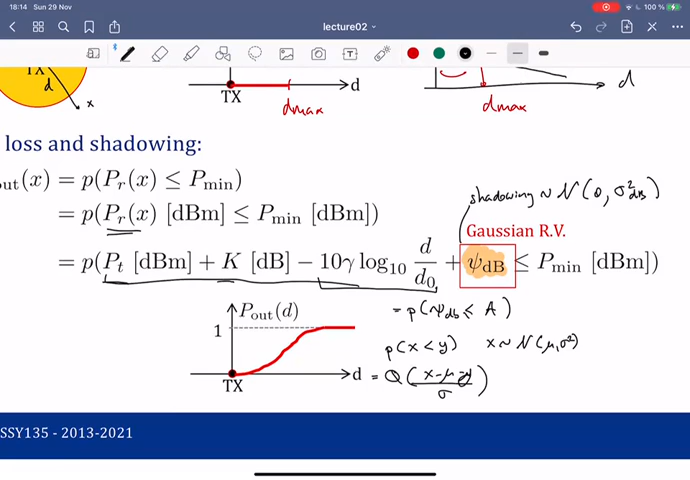 18:14 Sun 29 Nov
100 %
lecture02
TX
d
x
TX
d
dmax
dmax
d
loss and shadowing:
shadowing ~ N(0, σ²dB)
out(x) = p(Pr(x) ≤ Pmin)
= p(Pr(x) [dBm] ≤ Pmin [dBm])
Gaussian R.V.
= p(Pt [dBm] + K [dB] − 10γ log10 d/d0 + ψdB ≤ Pmin [dBm])
Pout(d)
1
TX
d
= p(ψdb ≤ A)
p(x < y) x ~ N(μ, σ²)
= Q(x-μ-y/σ)
SSY135 - 2013-2021